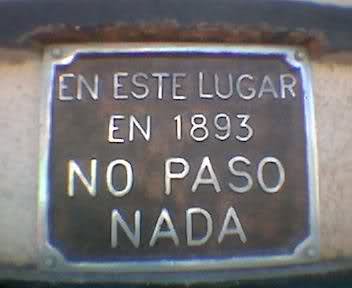 EN ESTE LUGAR
EN 1893
NO PASO
NADA